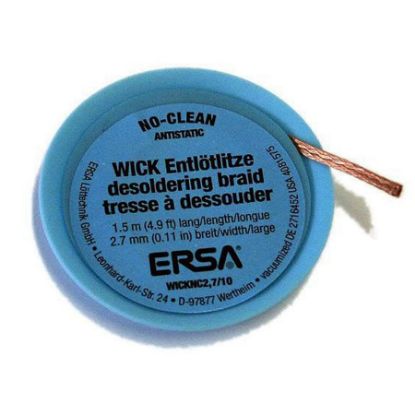 NO-CLEAN
ANTISTATIC
WICK Entlötlitze
desoldering braid
tresse à dessouder
1.5 m (4.9 ft) lang/length/longue
2.7 mm (0.11 in) breit/width/large
ERSA®
WICKNC2,7/10
ERSA Löttechnik GmbH • Leonhard-Karl-Str. 24 • D-97877 Wertheim • vacuumized DE 2716452 USA 4081575